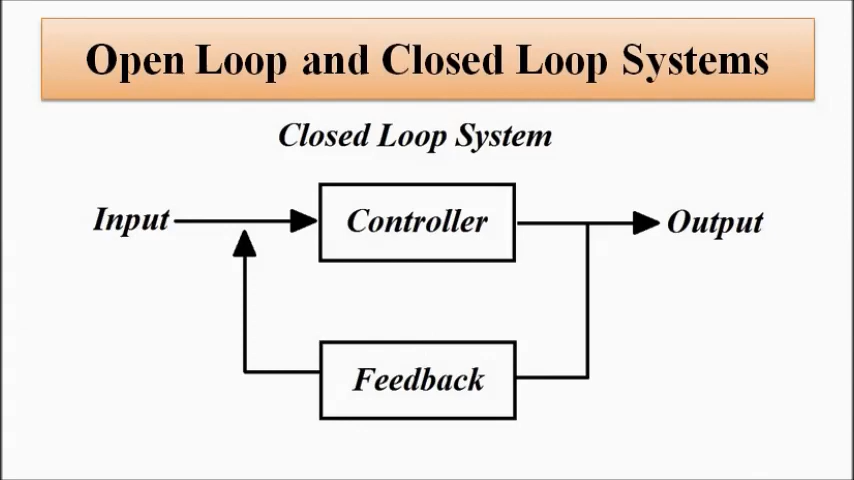 Open Loop and Closed Loop Systems
Closed Loop System
Input
Controller
Output
Feedback